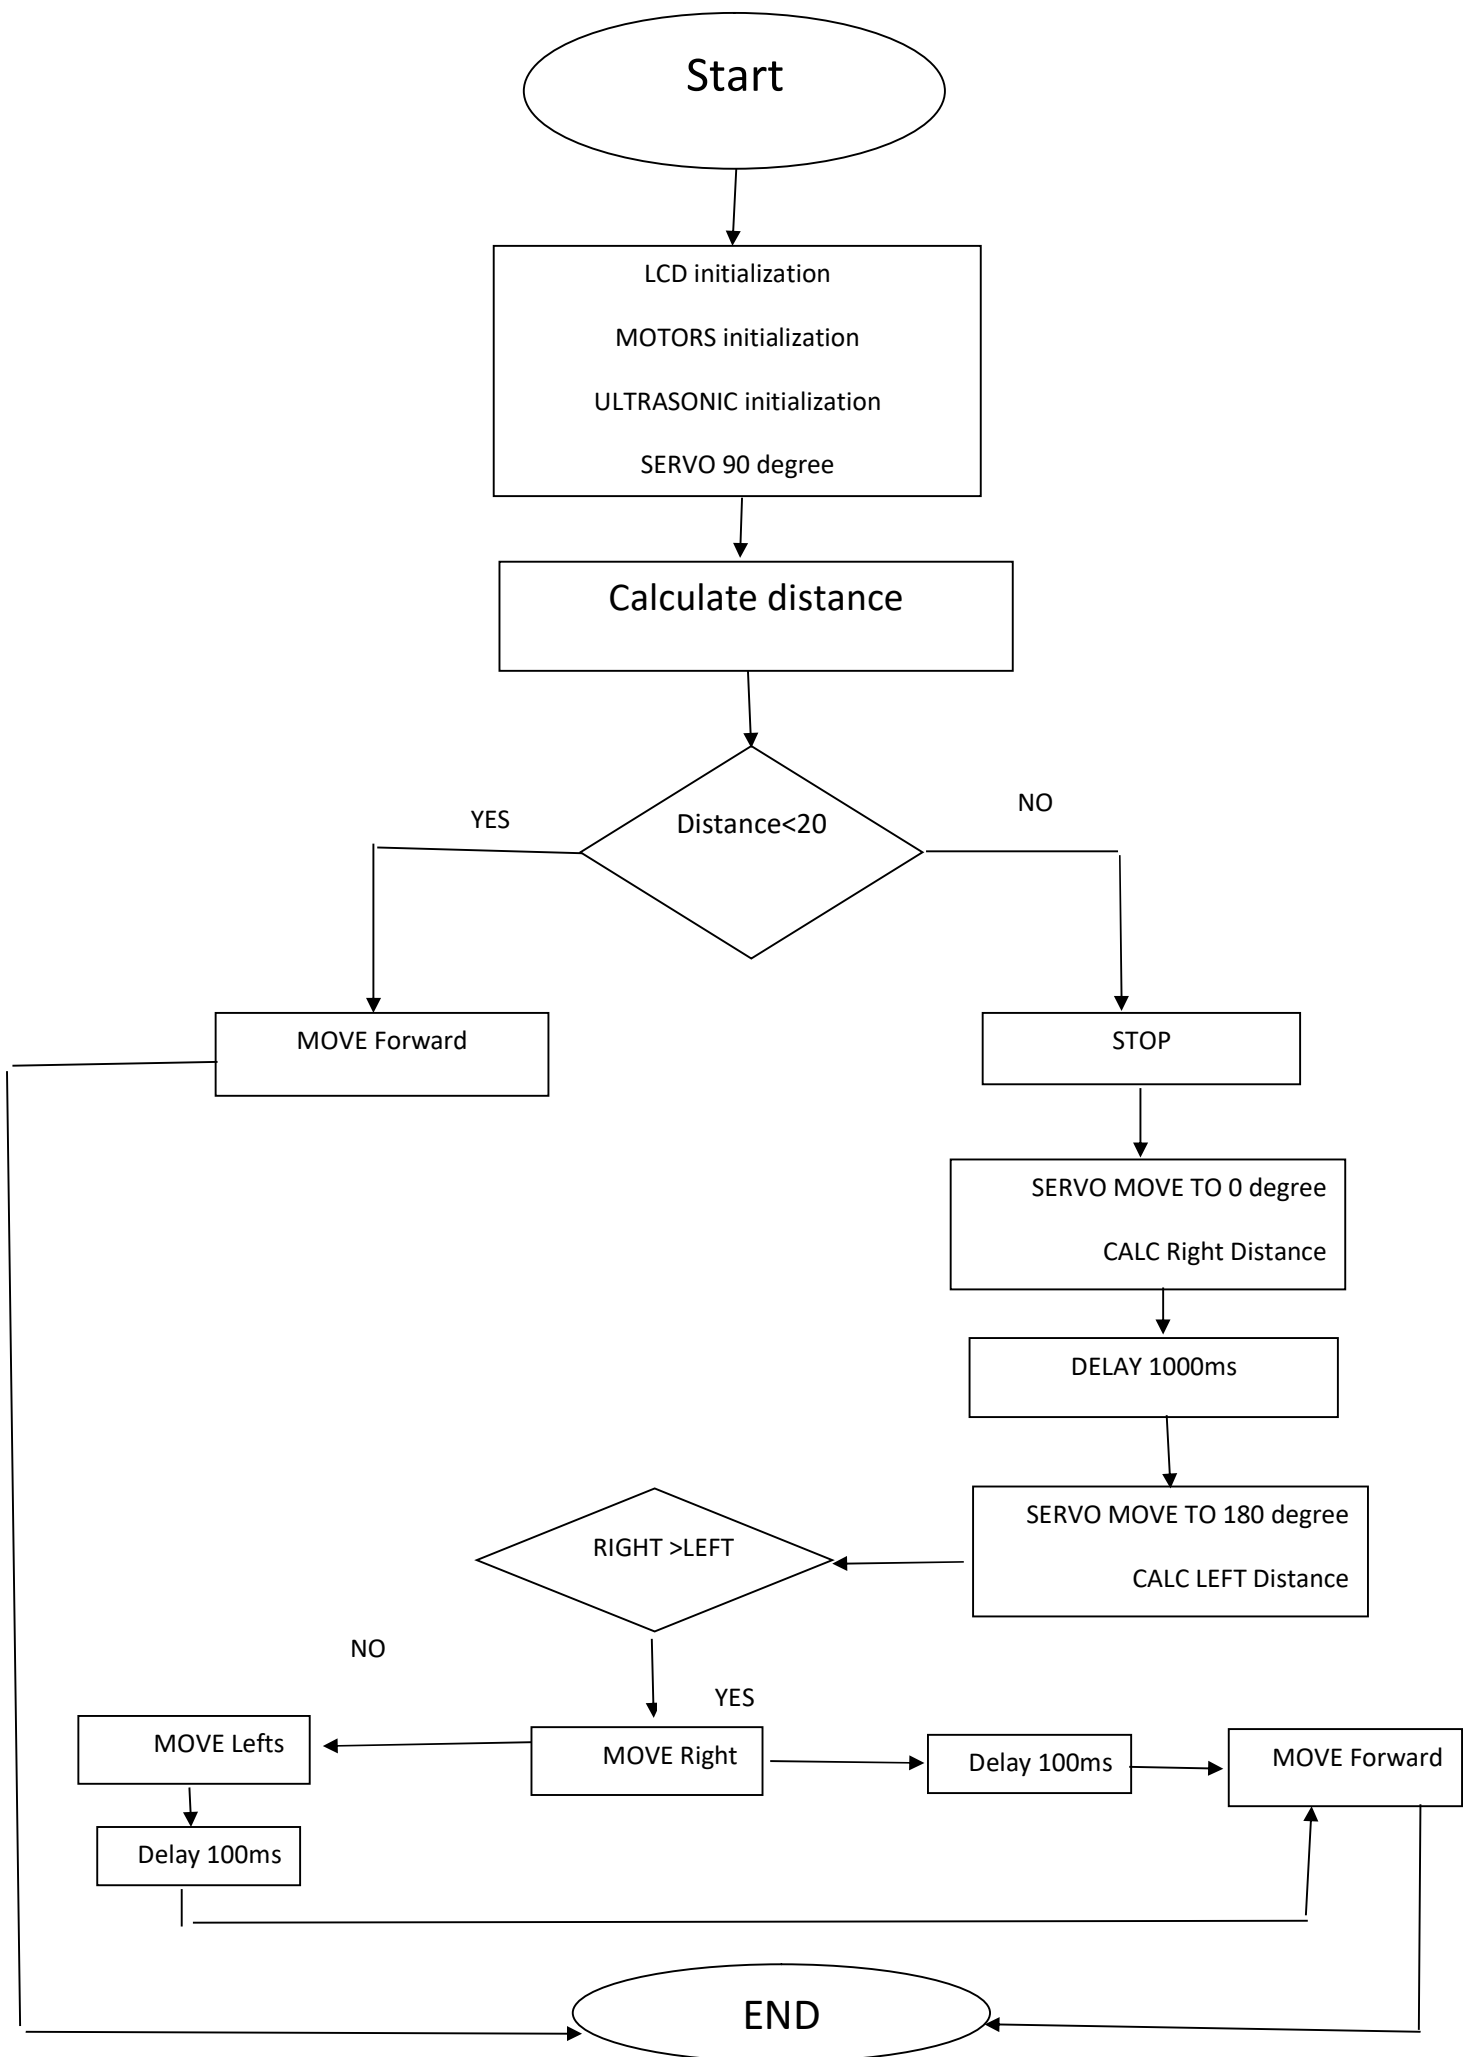 Start
LCD initialization
MOTORS initialization
ULTRASONIC initialization
SERVO 90 degree
Calculate distance
Distance<20
YES
NO
MOVE Forward
STOP
SERVO MOVE TO 0 degree
CALC Right Distance
DELAY 1000ms
SERVO MOVE TO 180 degree
CALC LEFT Distance
RIGHT >LEFT
NO
YES
MOVE Lefts
MOVE Right
Delay 100ms
MOVE Forward
Delay 100ms
END